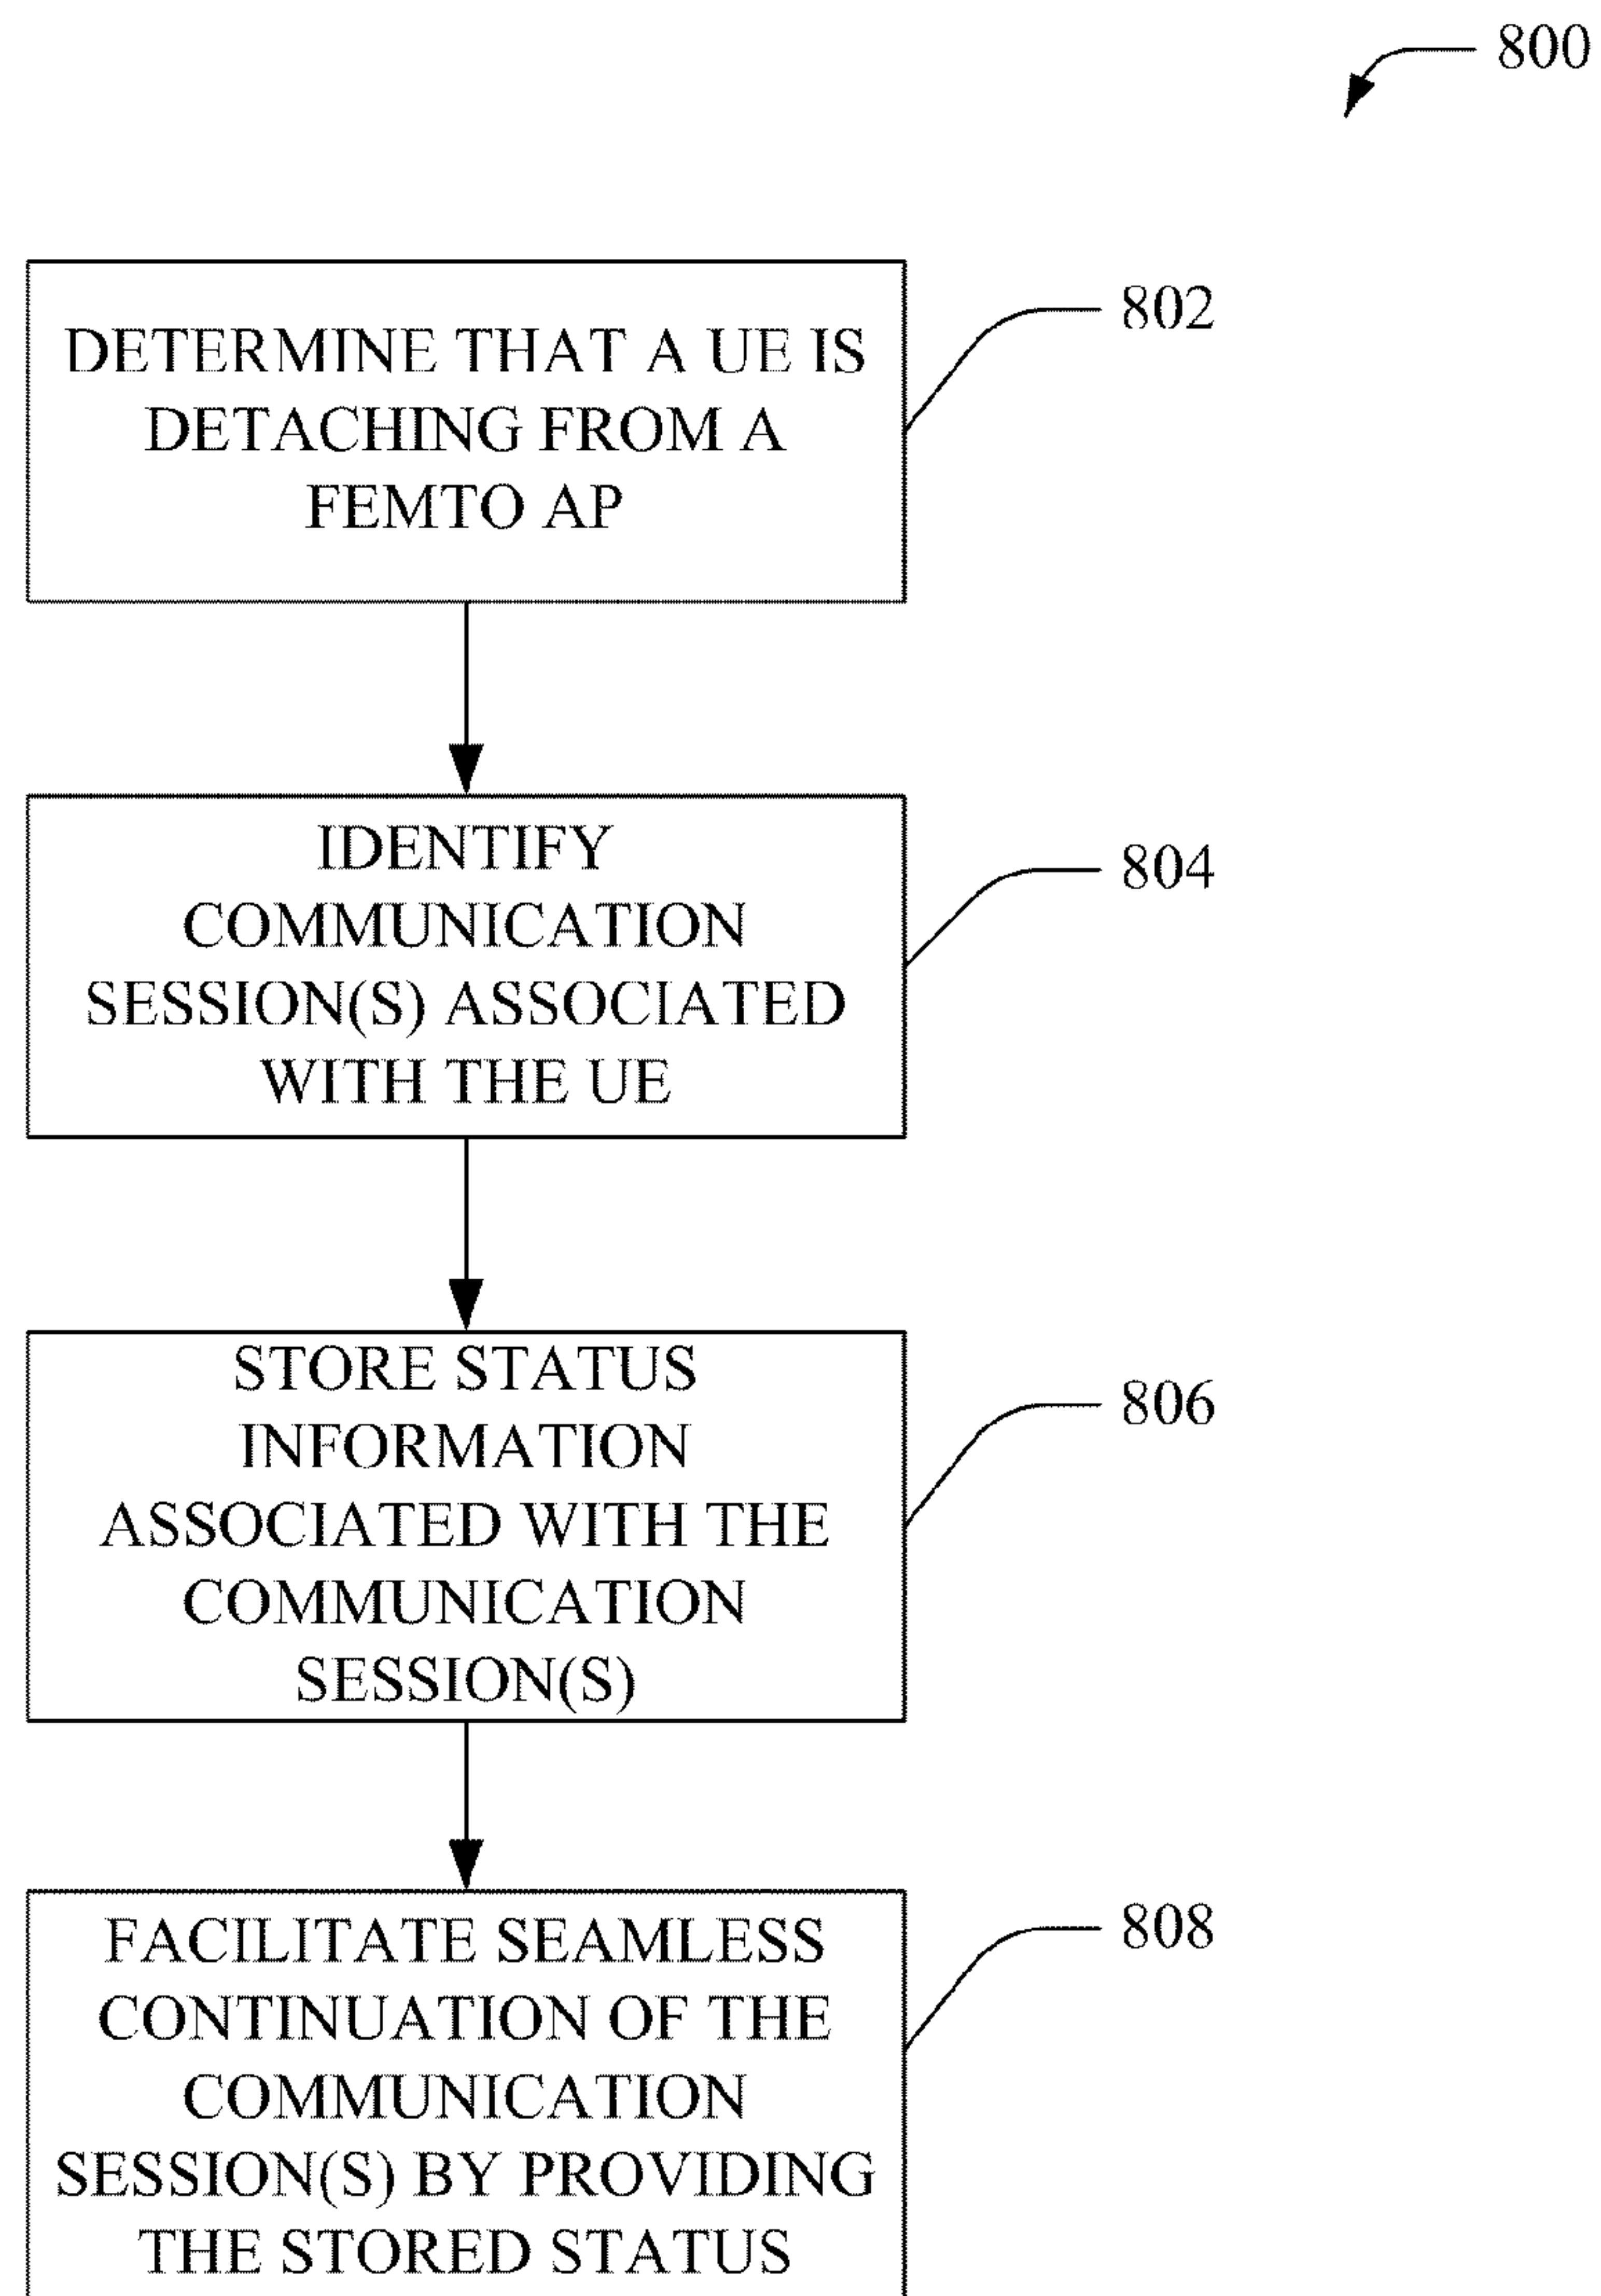 800
DETERMINE THAT A UE IS
DETACHING FROM A
FEMTO AP
802
IDENTIFY
COMMUNICATION
SESSION(S) ASSOCIATED
WITH THE UE
804
STORE STATUS
INFORMATION
ASSOCIATED WITH THE
COMMUNICATION
SESSION(S)
806
FACILITATE SEAMLESS
CONTINUATION OF THE
COMMUNICATION
SESSION(S) BY PROVIDING
THE STORED STATUS
808